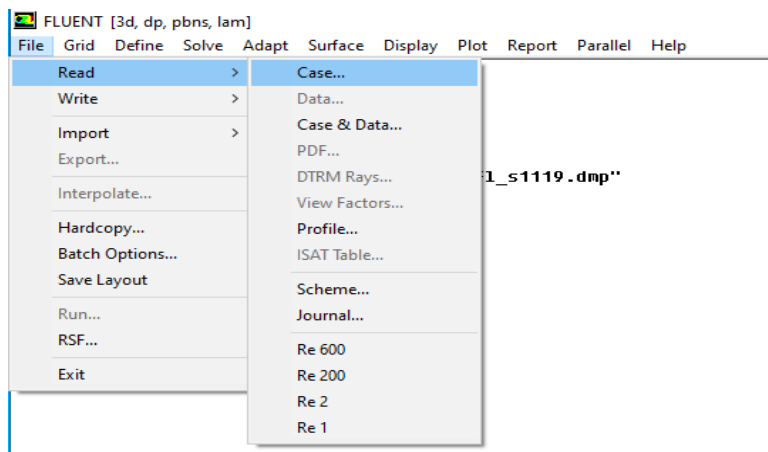 FLUENT [3d, dp, pbns, lam]
File Grid Define Solve Adapt Surface Display Plot Report Parallel Help
Read >
Write >
Import >
Export...
Interpolate...
Hardcopy...
Batch Options...
Save Layout
Run...
RSF...
Exit
Case...
Data...
Case & Data...
PDF...
DTRM Rays...
View Factors...
Profile...
ISAT Table...
Scheme...
Journal...
Re 600
Re 200
Re 2
Re 1
l_s1119.dmp"